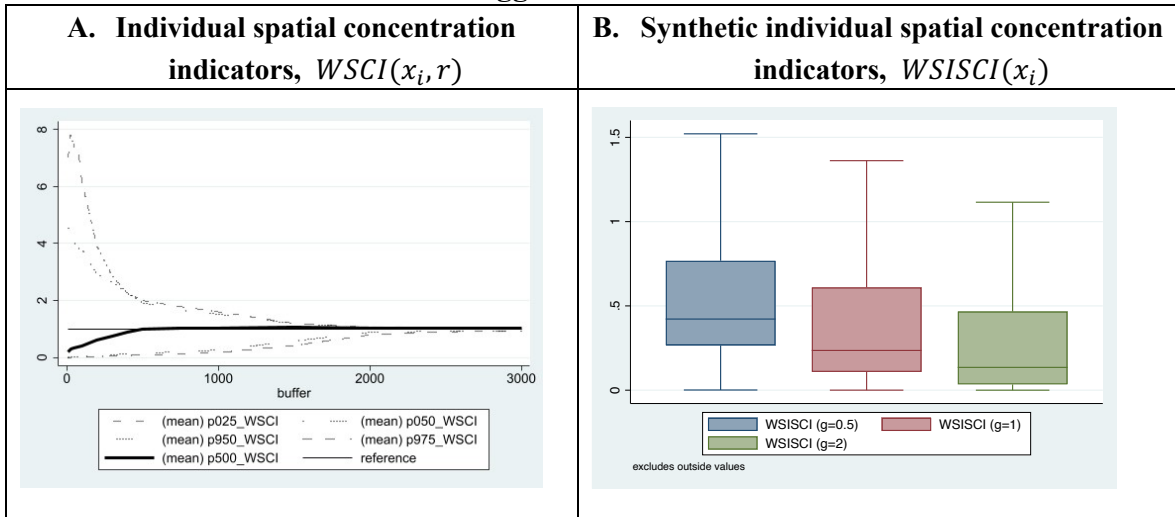 A. Individual spatial concentration
indicators, 𝑊𝑆𝐶𝐼(𝑥ᵢ, 𝑟)
B. Synthetic individual spatial concentration
indicators, 𝑊𝑆𝐼𝑆𝐶𝐼(𝑥ᵢ)
8
6
4
2
0
0 1000 2000 3000
buffer
(mean) p025_WSCI (mean) p050_WSCI
(mean) p950_WSCI (mean) p975_WSCI
(mean) p500_WSCI reference
1.5
1
.5
0
WSISCI (g=0.5) WSISCI (g=1)
WSISCI (g=2)
excludes outside values